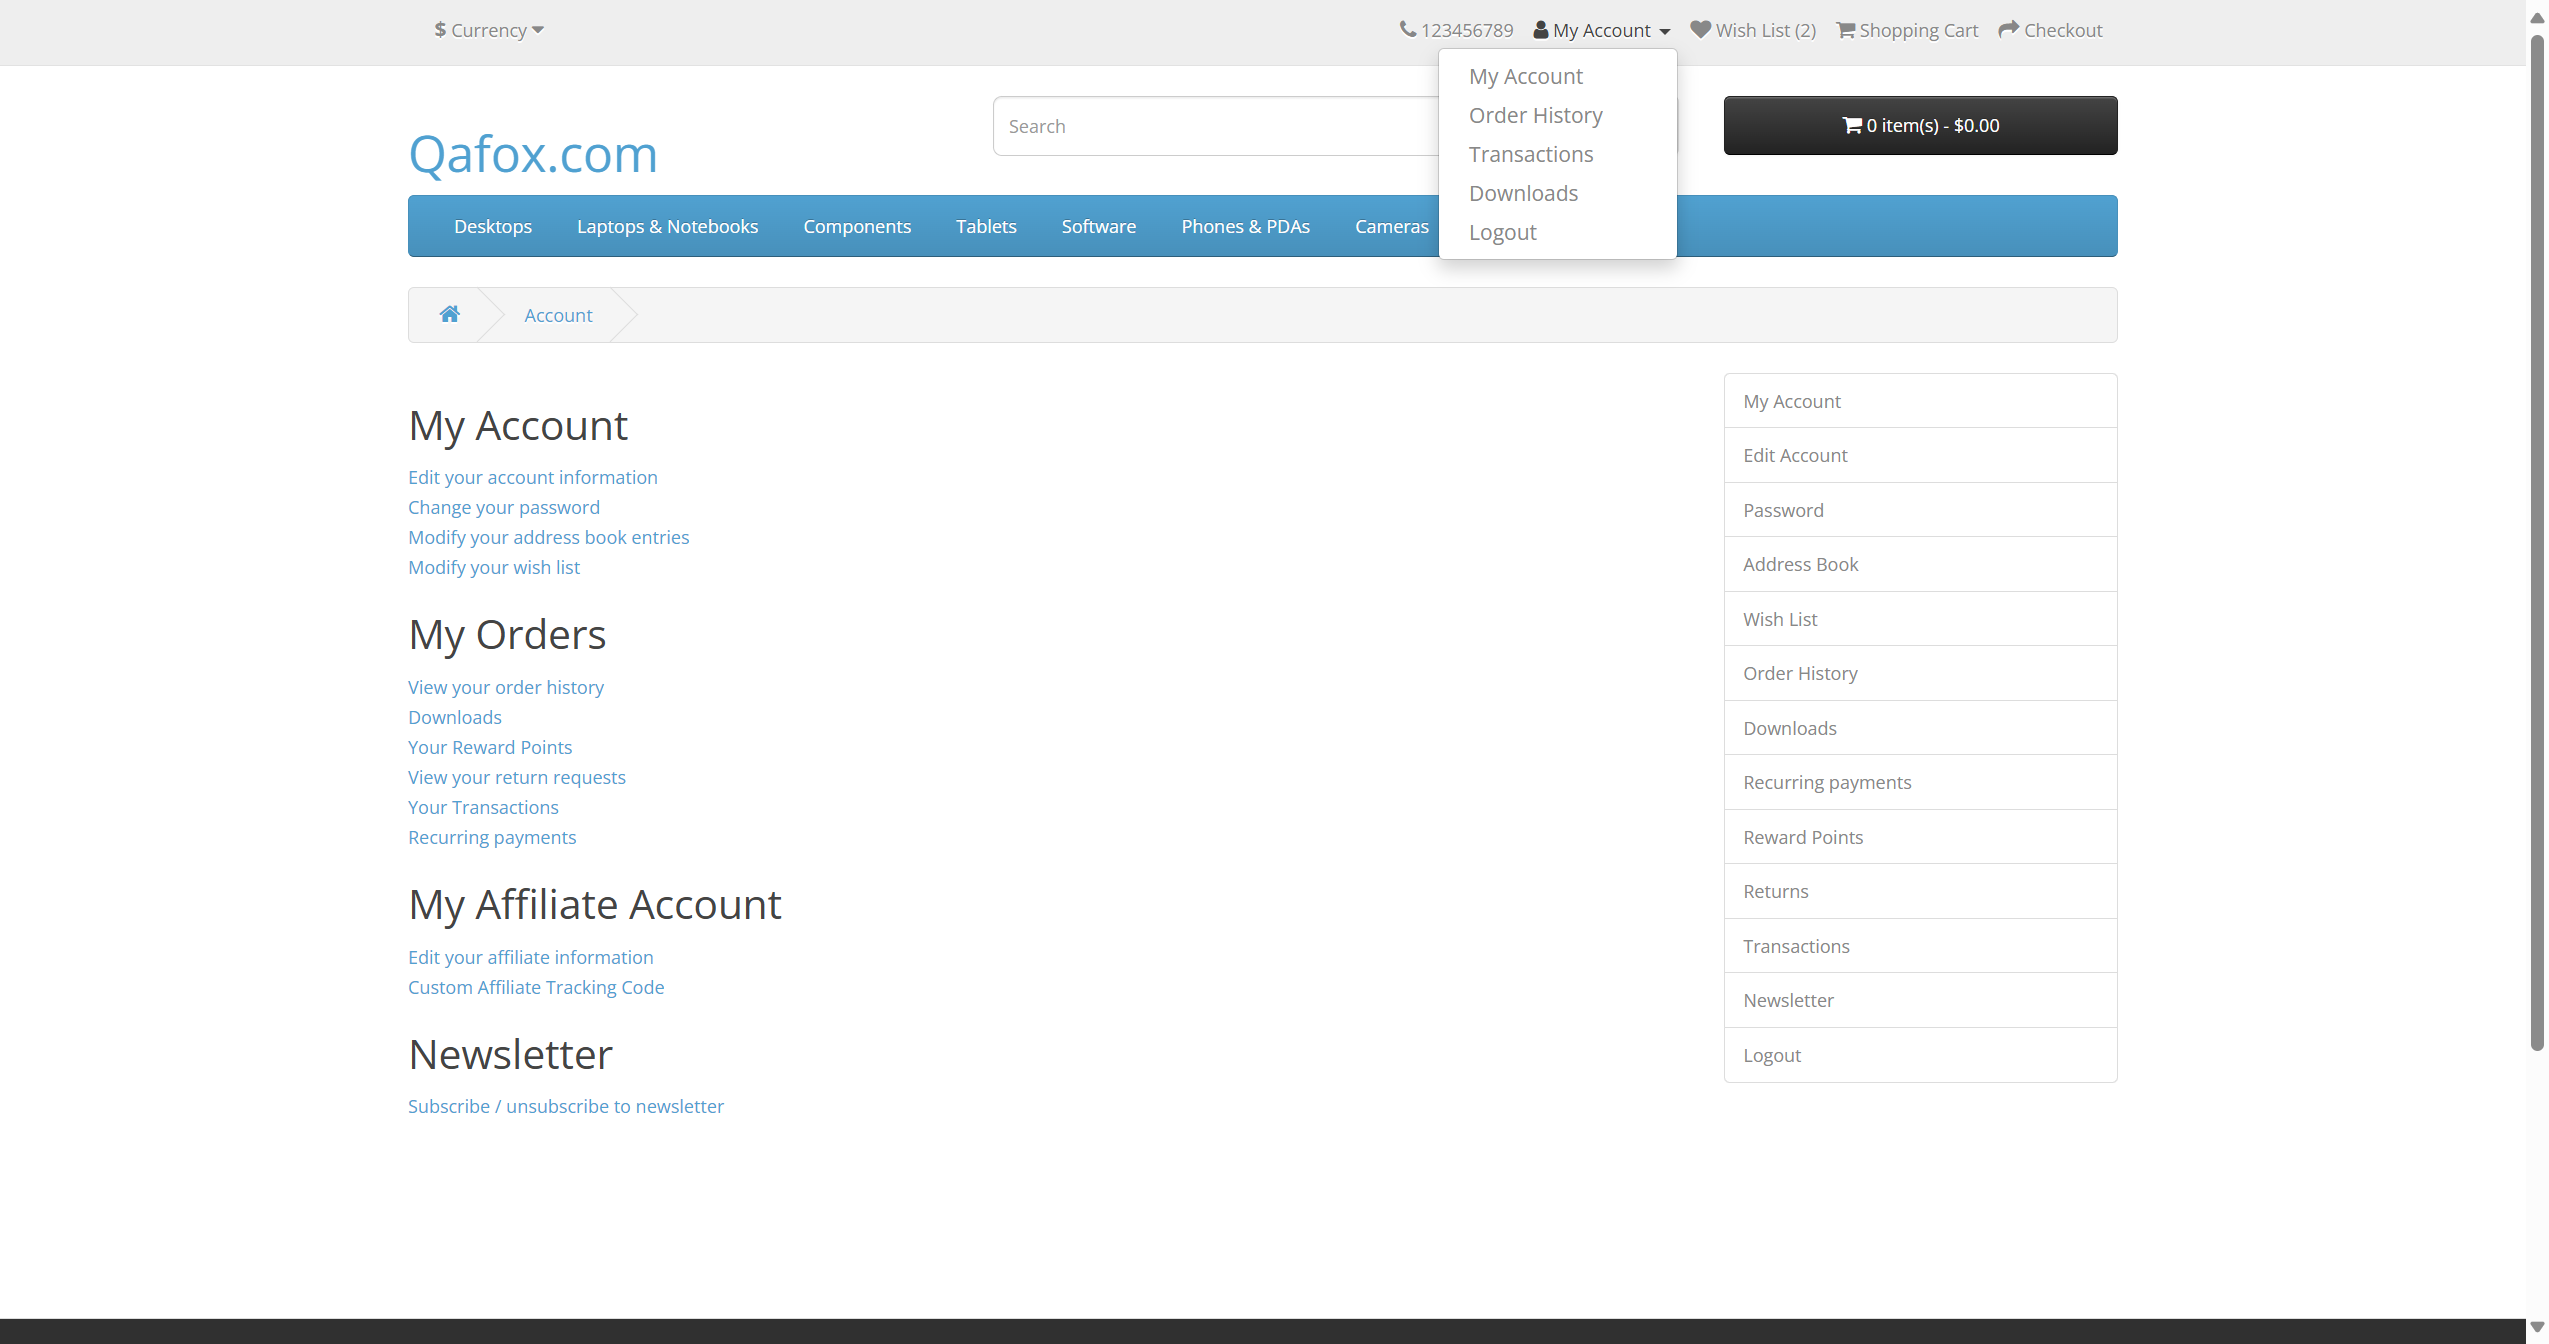 $ Currency
123456789 My Account Wish List (2) Shopping Cart Checkout
My Account
Order History
Transactions
Downloads
Logout
Qafox.com
Search
0 item(s) - $0.00
Desktops Laptops & Notebooks Components Tablets Software Phones & PDAs Cameras
Account
My Account
Edit your account information
Change your password
Modify your address book entries
Modify your wish list
My Orders
View your order history
Downloads
Your Reward Points
View your return requests
Your Transactions
Recurring payments
My Affiliate Account
Edit your affiliate information
Custom Affiliate Tracking Code
Newsletter
Subscribe / unsubscribe to newsletter
My Account
Edit Account
Password
Address Book
Wish List
Order History
Downloads
Recurring payments
Reward Points
Returns
Transactions
Newsletter
Logout